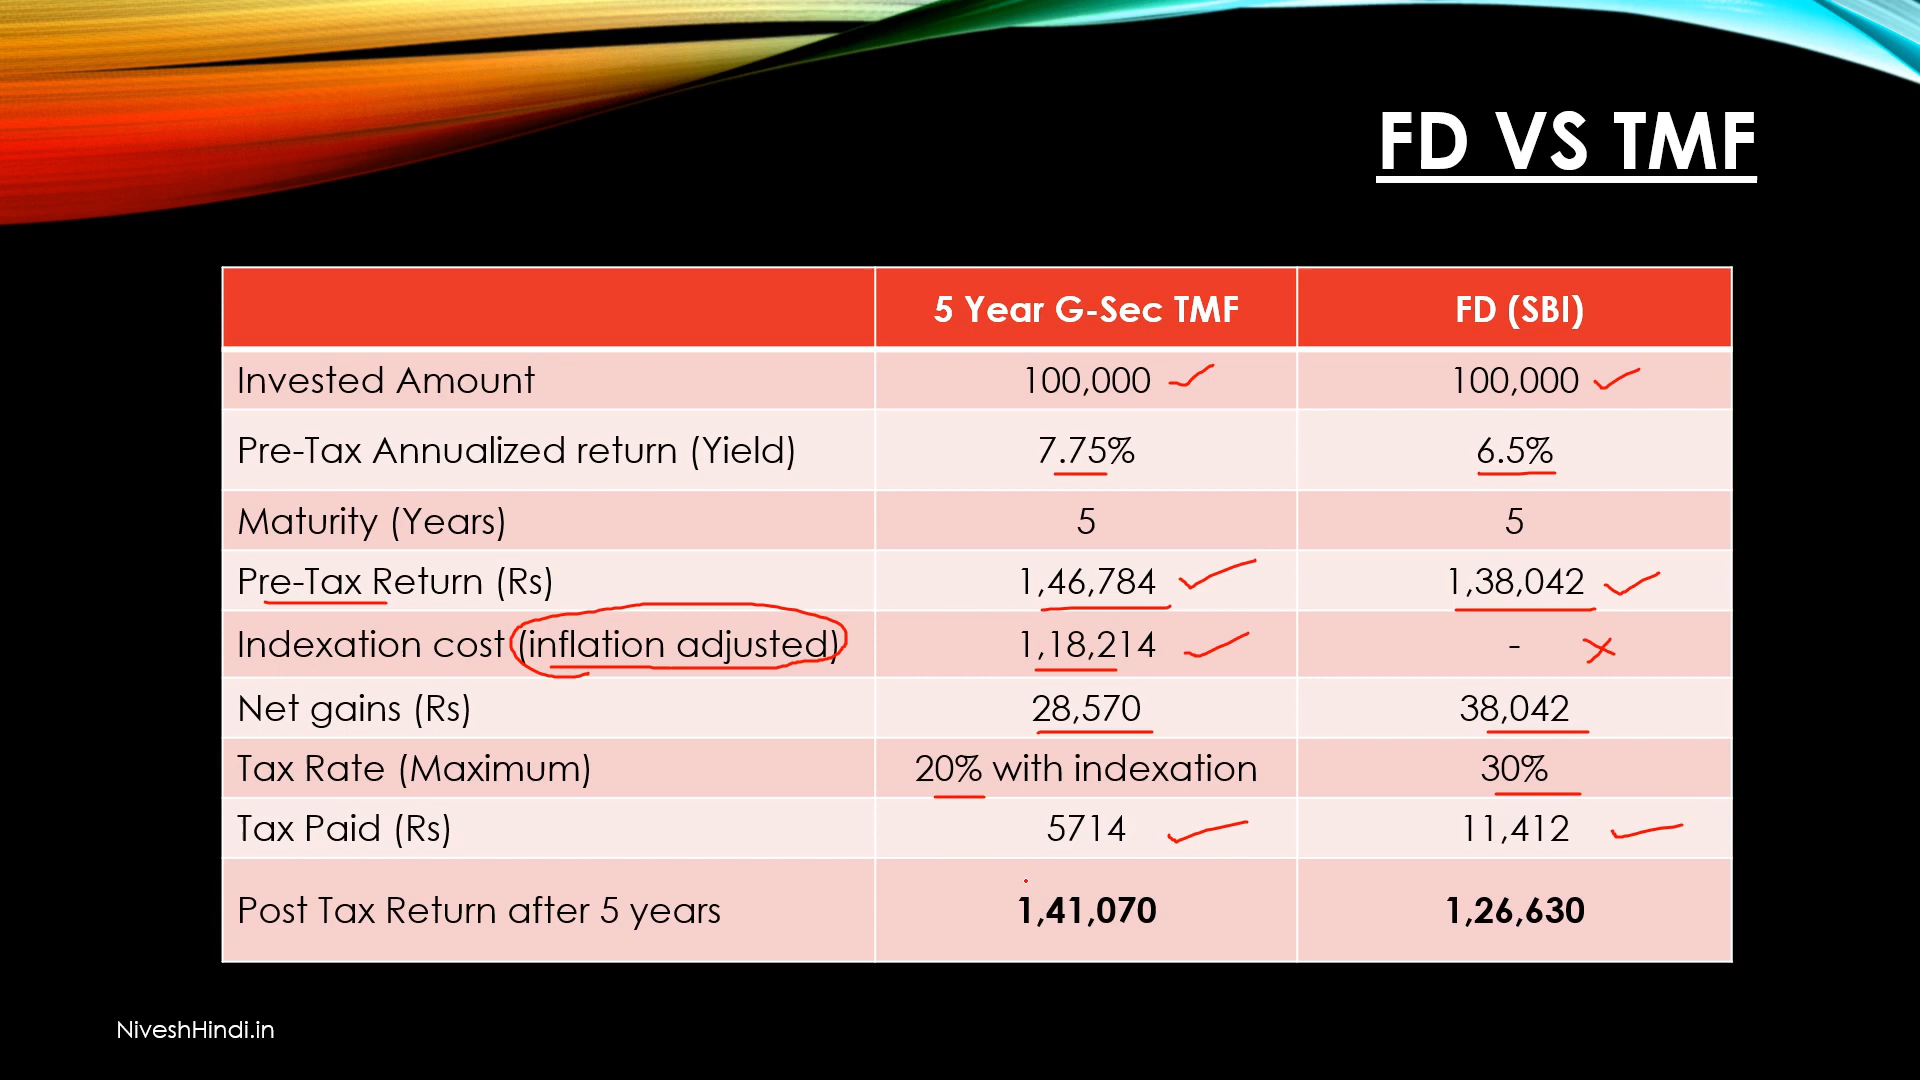 FD VS TMF
5 Year G-Sec TMF FD (SBI)
Invested Amount 100,000 100,000
Pre-Tax Annualized return (Yield) 7.75% 6.5%
Maturity (Years) 5 5
Pre-Tax Return (Rs) 1,46,784 1,38,042
Indexation cost (inflation adjusted) 1,18,214 -
Net gains (Rs) 28,570 38,042
Tax Rate (Maximum) 20% with indexation 30%
Tax Paid (Rs) 5714 11,412
Post Tax Return after 5 years 1,41,070 1,26,630
NiveshHindi.in